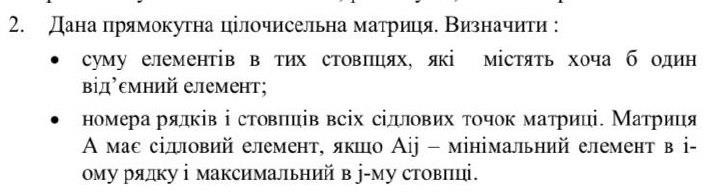 2. Дана прямокутна цілочисельна матриця. Визначити :
• суму елементів в тих стовпцях, які містять хоча б один
від’ємний елемент;
• номера рядків і стовпців всіх сідлових точок матриці. Матриця
А має сідловий елемент, якщо Aij – мінімальний елемент в і-
ому рядку і максимальний в j-му стовпці.